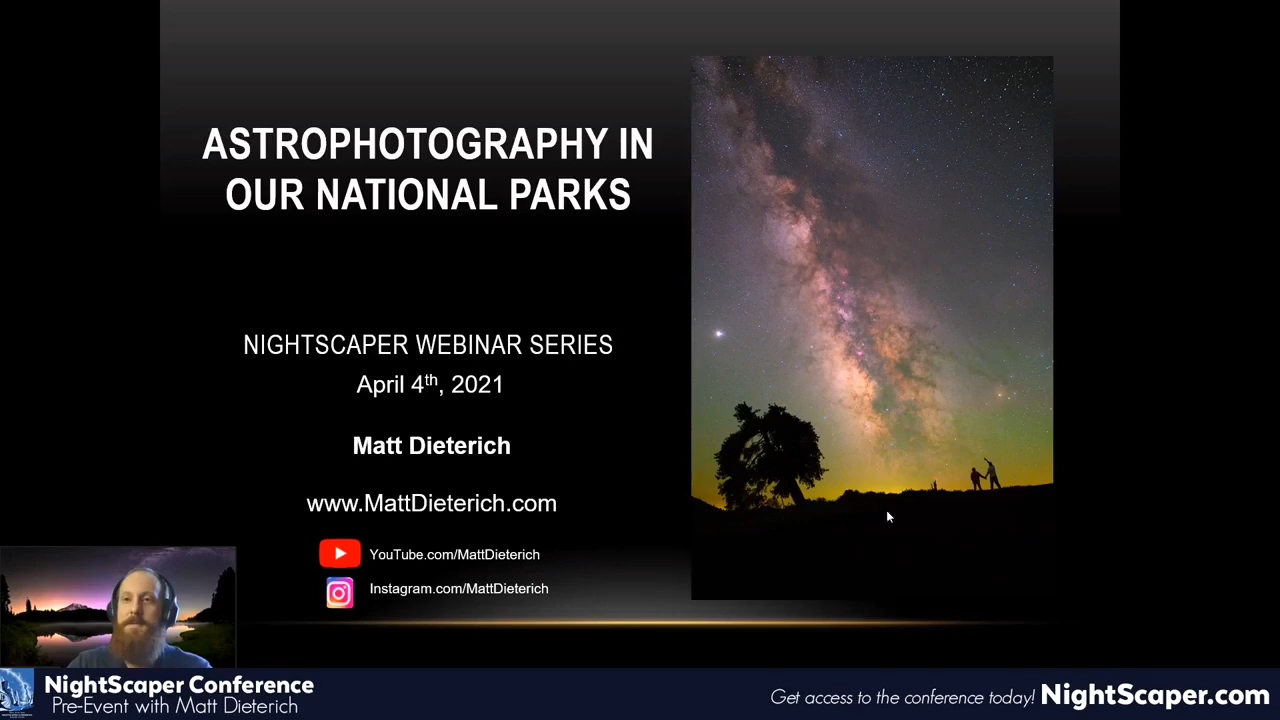 ASTROPHOTOGRAPHY IN
OUR NATIONAL PARKS
NIGHTSCAPER WEBINAR SERIES
April 4th, 2021
Matt Dieterich
www.MattDieterich.com
YouTube.com/MattDieterich
Instagram.com/MattDieterich
NightScaper Conference
Pre-Event with Matt Dieterich
Get access to the conference today! NightScaper.com